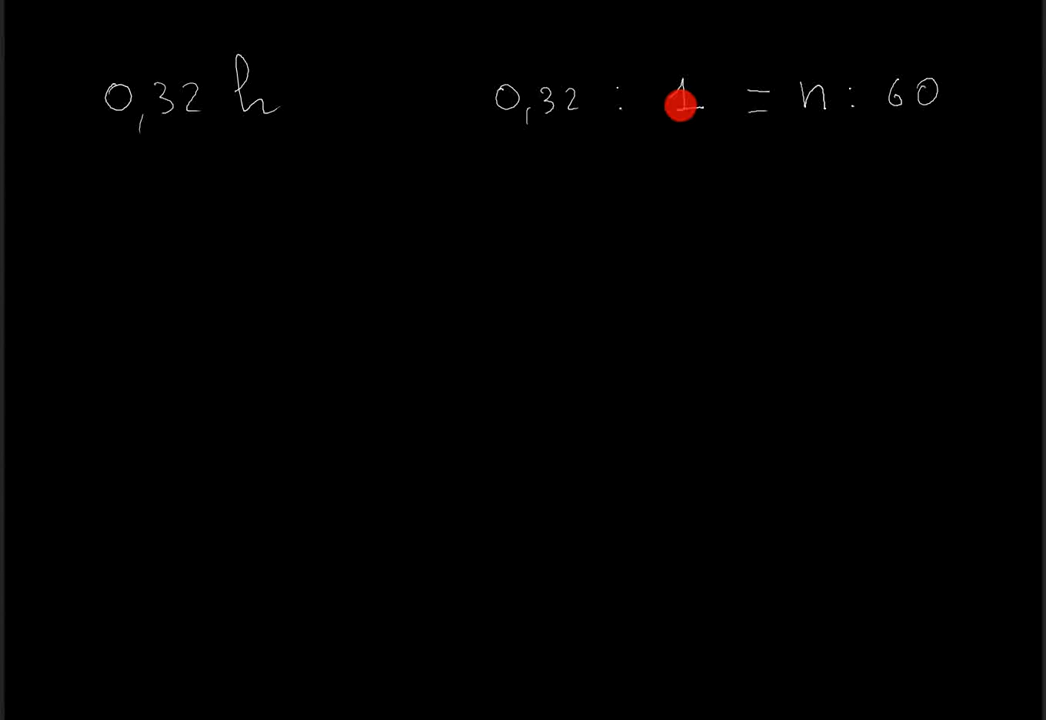 0,32 h 0,32 : 1 = n : 60